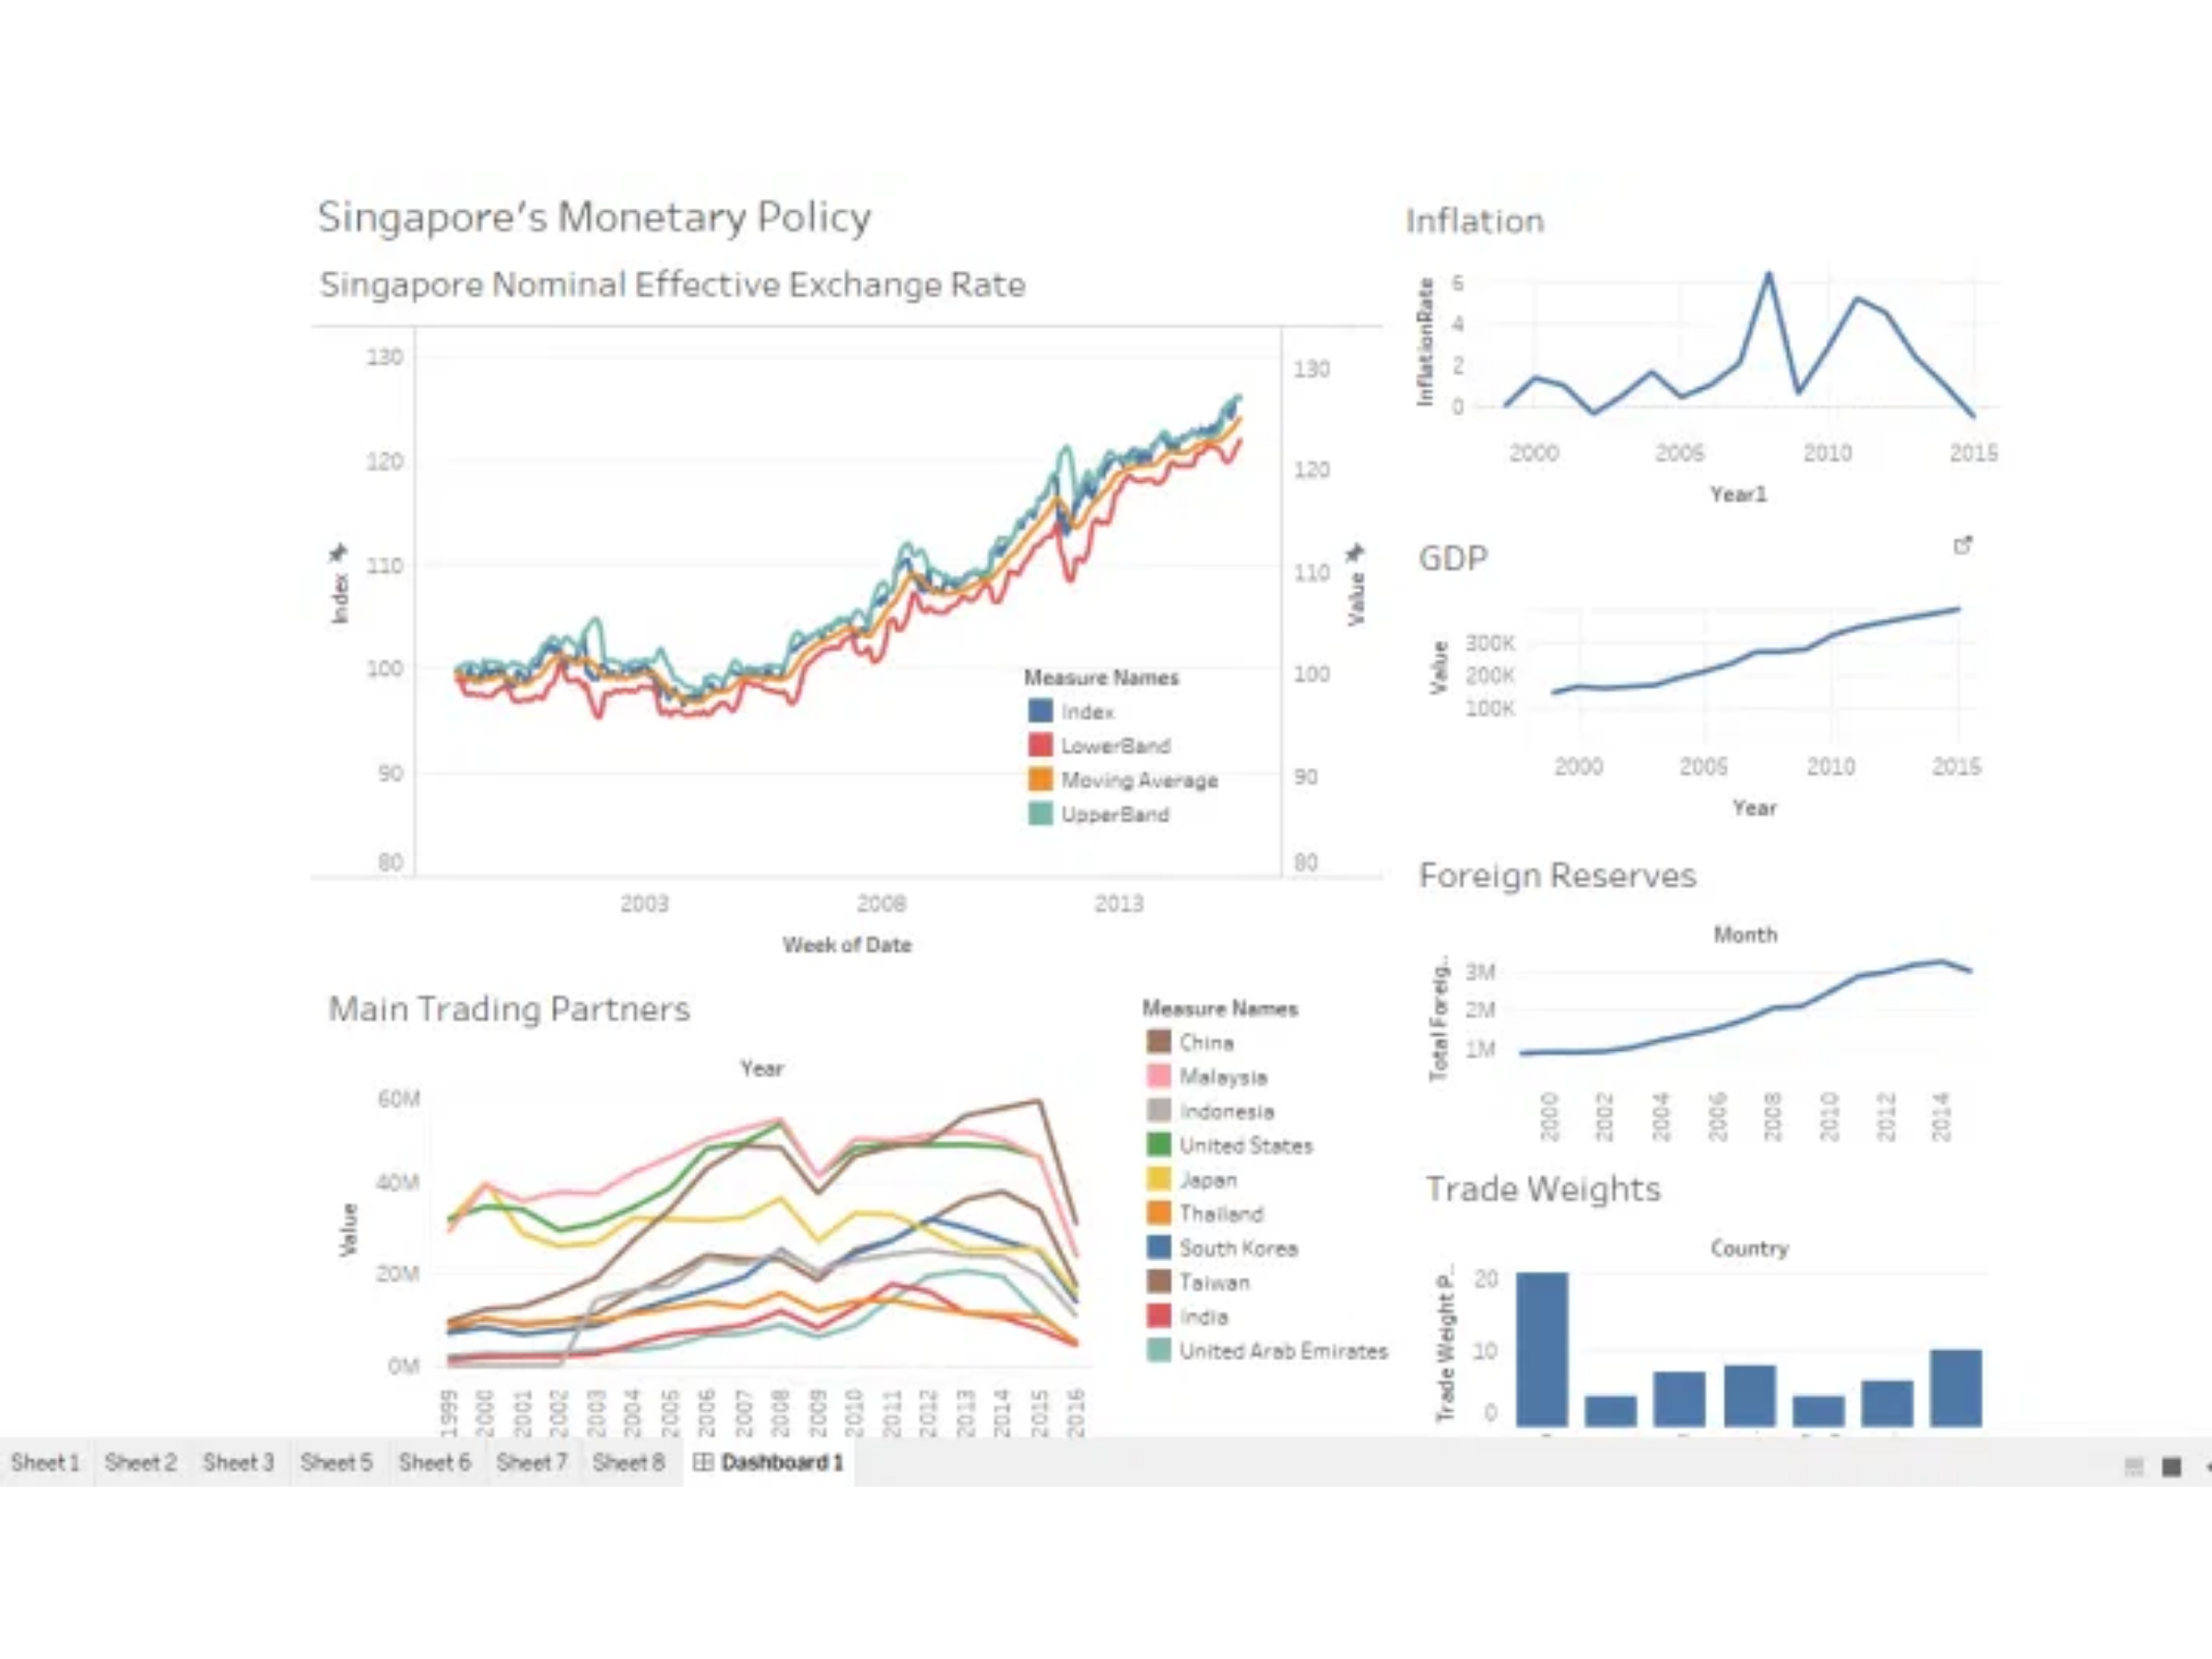 Singapore's Monetary Policy
Singapore Nominal Effective Exchange Rate
130
120
110
100
90
80
Index
130
120
110
100
90
80
Value
Measure Names
Index
LowerBand
Moving Average
UpperBand
2003
2008
2013
Week of Date
Main Trading Partners
Year
60M
40M
20M
0M
Value
1999
2000
2001
2002
2003
2004
2005
2006
2007
2008
2009
2010
2011
2012
2013
2014
2015
2016
Measure Names
China
Malaysia
Indonesia
United States
Japan
Thailand
South Korea
Taiwan
India
United Arab Emirates
Inflation
InflationRate
6
4
2
0
2000
2005
2010
2015
Year1
GDP
Value
300K
200K
100K
2000
2005
2010
2015
Year
Foreign Reserves
Month
Total Foreig..
3M
2M
1M
2000
2002
2004
2006
2008
2010
2012
2014
Trade Weights
Country
Trade Weight P..
20
10
0
Sheet 1
Sheet 2
Sheet 3
Sheet 5
Sheet 6
Sheet 7
Sheet 8
Dashboard 1